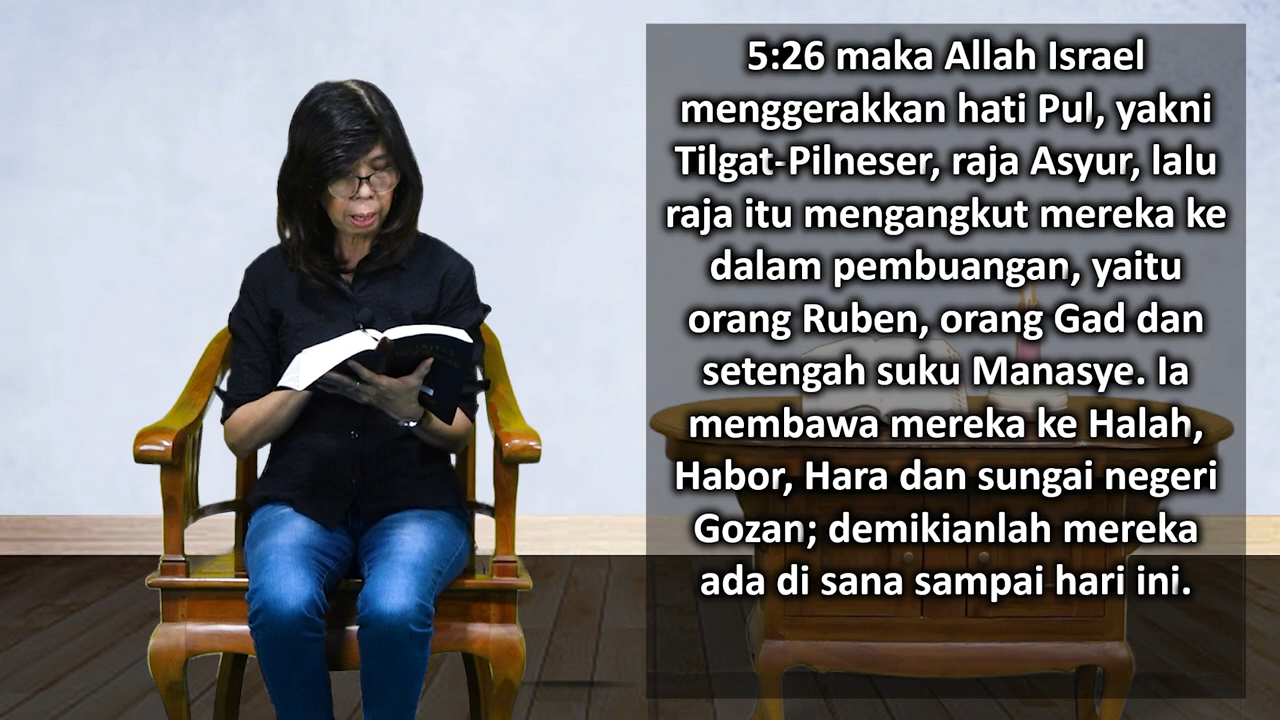 5:26 maka Allah Israel
menggerakkan hati Pul, yakni
Tilgat-Pilneser, raja Asyur, lalu
raja itu mengangkut mereka ke
dalam pembuangan, yaitu
orang Ruben, orang Gad dan
setengah suku Manasye. Ia
membawa mereka ke Halah,
Habor, Hara dan sungai negeri
Gozan; demikianlah mereka
ada di sana sampai hari ini.